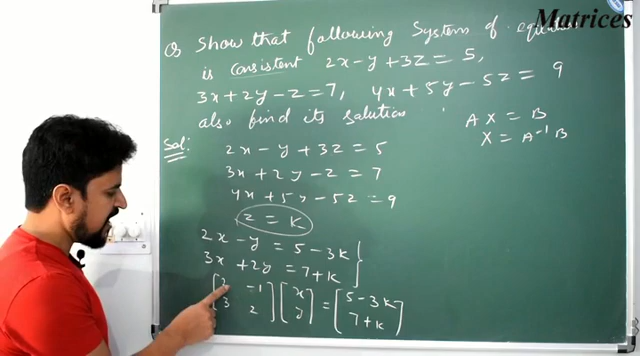 Matrices
Q Show that following System of equation
is consistent 2x-y+3z=5,
3x+2y-z=7, 4x+5y-5z=9
also find its solution
AX=B
X=A⁻¹B
Sol:
2x-y+3z=5
3x+2y-z=7
4x+5y-5z=9
z=k
2x-y=5-3k
3x+2y=7+k
[2 -1] [x] = [5-3k]
[3 2] [y] [7+k]